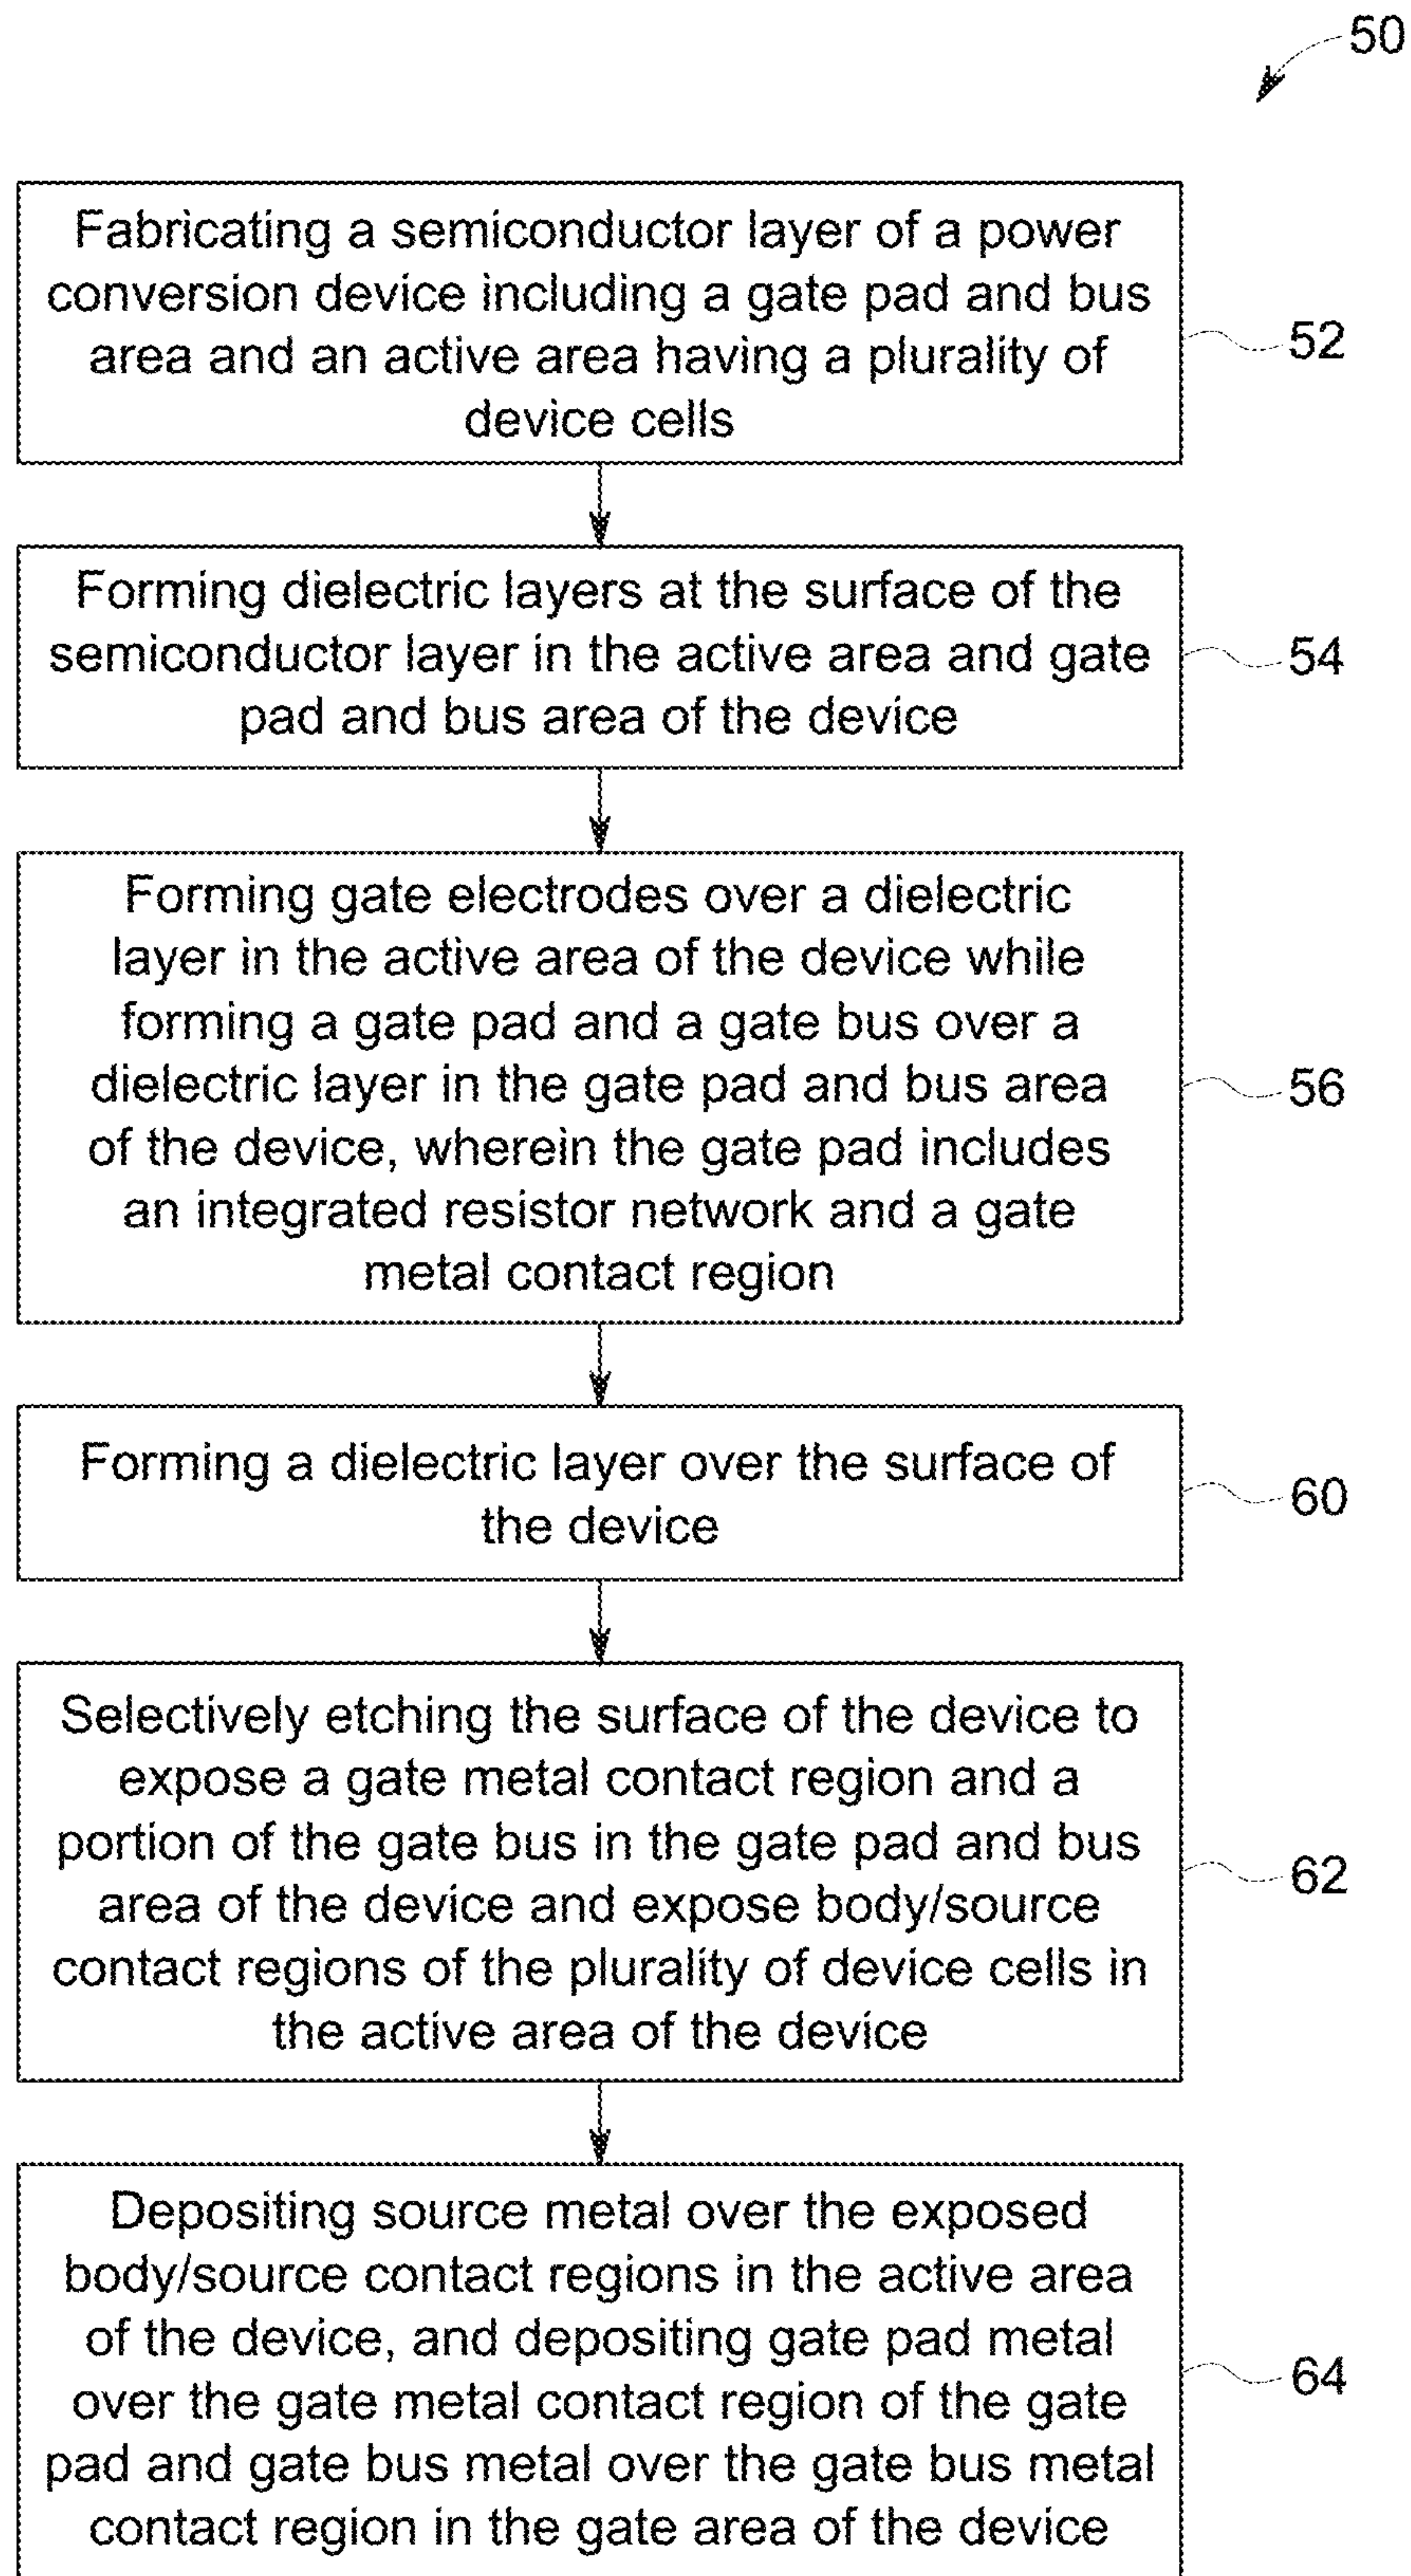 50
Fabricating a semiconductor layer of a power
conversion device including a gate pad and bus
area and an active area having a plurality of
device cells
52
Forming dielectric layers at the surface of the
semiconductor layer in the active area and gate
pad and bus area of the device
54
Forming gate electrodes over a dielectric
layer in the active area of the device while
forming a gate pad and a gate bus over a
dielectric layer in the gate pad and bus area
of the device, wherein the gate pad includes
an integrated resistor network and a gate
metal contact region
56
Forming a dielectric layer over the surface of
the device
60
Selectively etching the surface of the device to
expose a gate metal contact region and a
portion of the gate bus in the gate pad and bus
area of the device and expose body/source
contact regions of the plurality of device cells in
the active area of the device
62
Depositing source metal over the exposed
body/source contact regions in the active area
of the device, and depositing gate pad metal
over the gate metal contact region of the gate
pad and gate bus metal over the gate bus metal
contact region in the gate area of the device
64